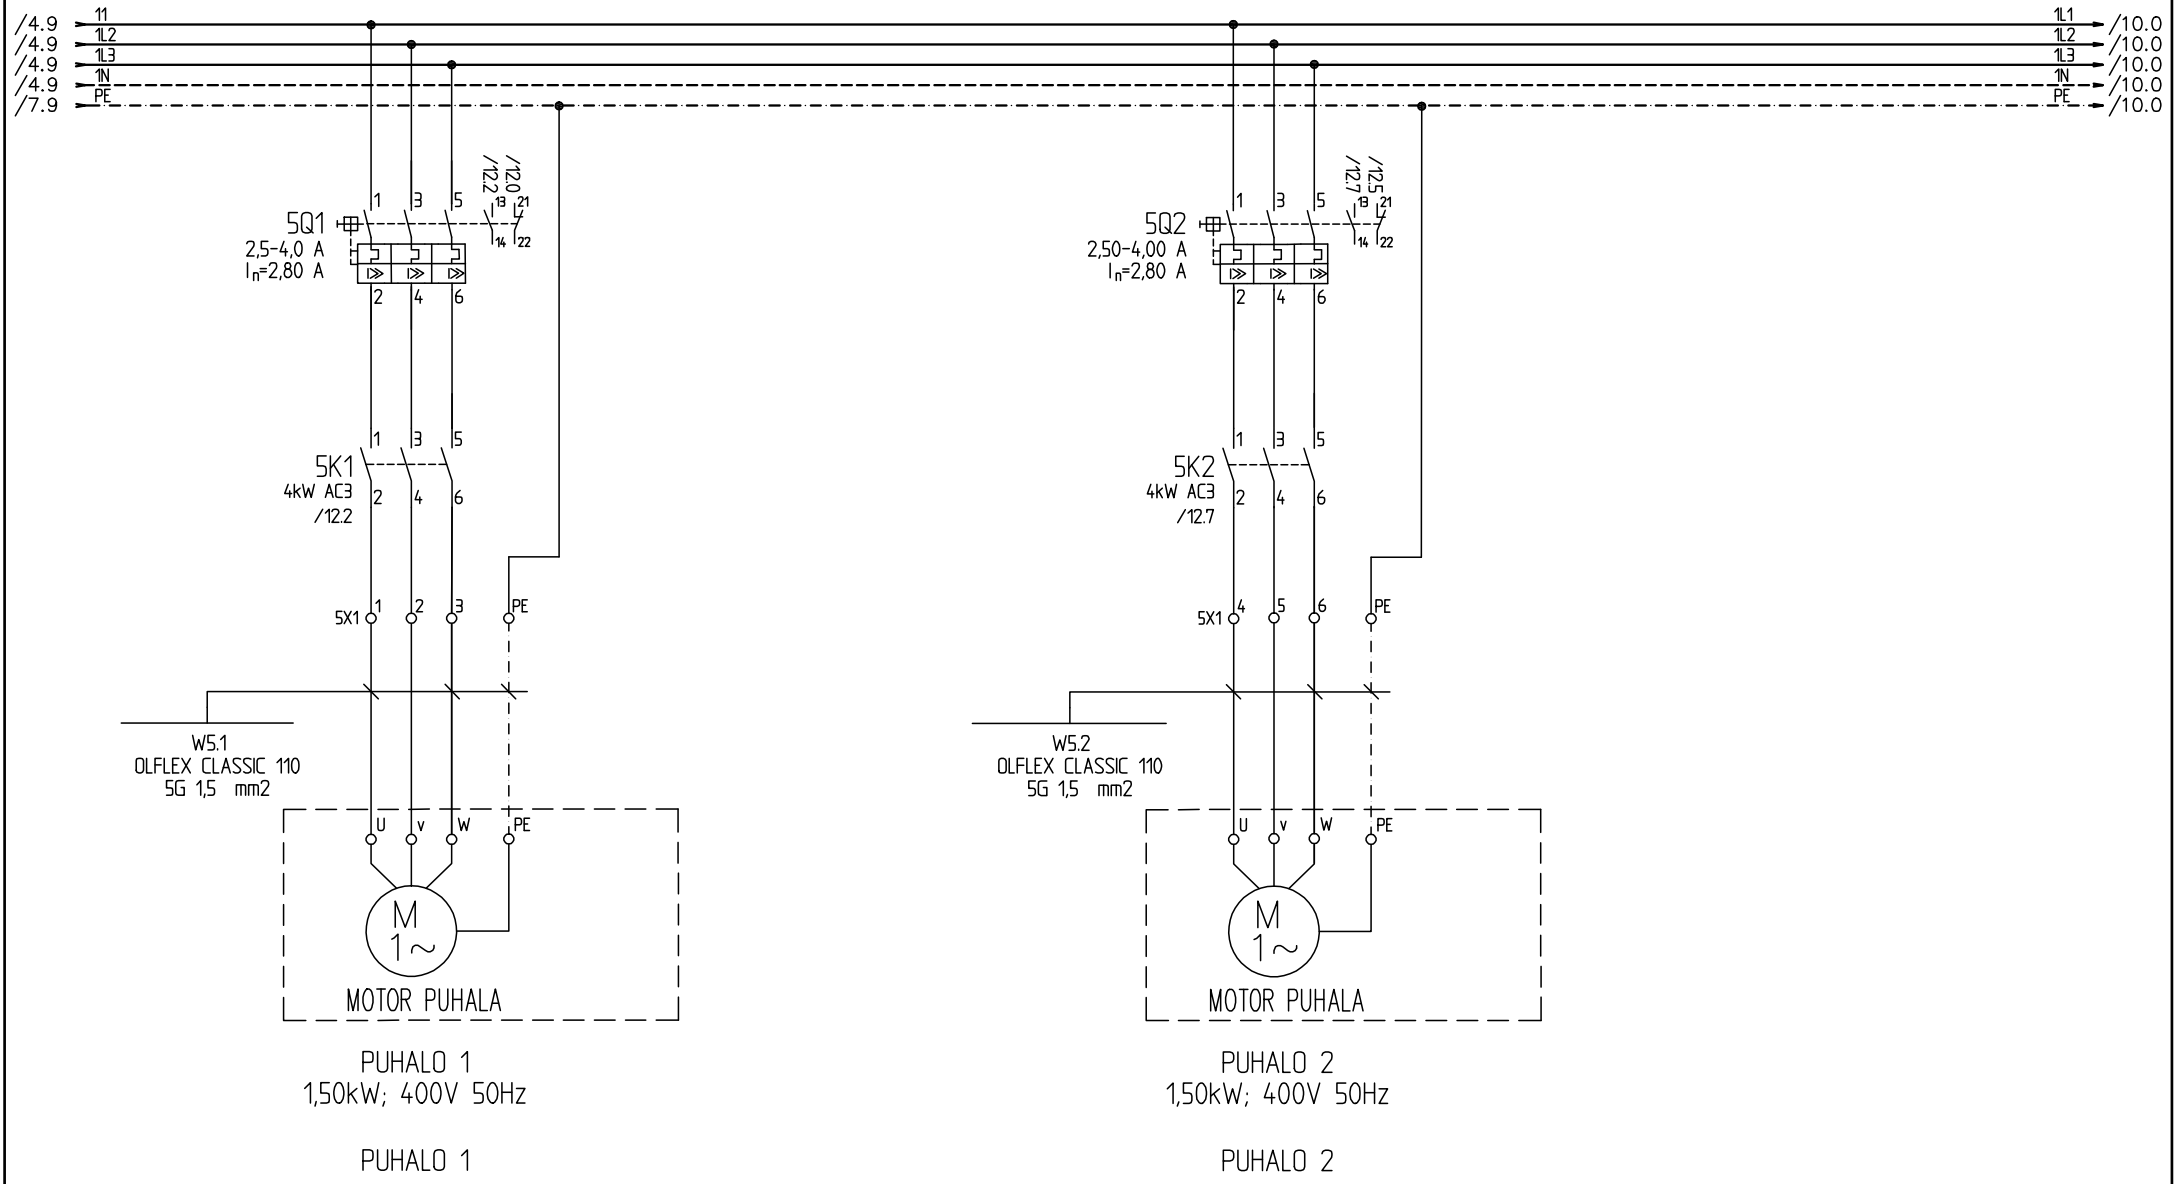 /4.9 11 1L1 /10.0
/4.9 1L2 1L2 /10.0
/4.9 1L3 1L3 /10.0
/4.9 1N 1N /10.0
/7.9 PE PE /10.0
/12.2 /12.0
/12.7 /12.5
1 3 5 13 21
5Q1
2,5-4,0 A
In=2,80 A
14 22
I≫ I≫ I≫
2 4 6
1 3 5 13 21
5Q2
2,50-4,00 A
In=2,80 A
14 22
I≫ I≫ I≫
2 4 6
1 3 5
5K1
4kW AC3
/12.2
2 4 6
1 3 5
5K2
4kW AC3
/12.7
2 4 6
5X1 1 2 3 PE
5X1 4 5 6 PE
W5.1
OLFLEX CLASSIC 110
5G 1,5 mm2
W5.2
OLFLEX CLASSIC 110
5G 1,5 mm2
U v W PE
M
1~
MOTOR PUHALA
U v W PE
M
1~
MOTOR PUHALA
PUHALO 1
1,50kW; 400V 50Hz
PUHALO 2
1,50kW; 400V 50Hz
PUHALO 1
PUHALO 2